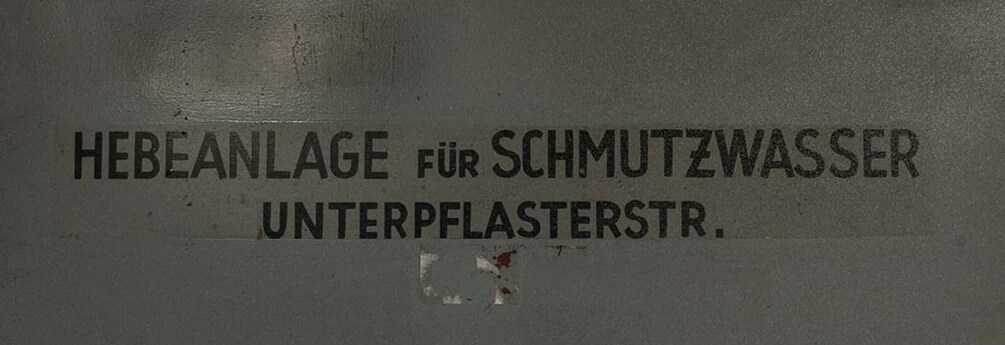 HEBEANLAGE FÜR SCHMUTZWASSER
UNTERPFLASTERSTR.